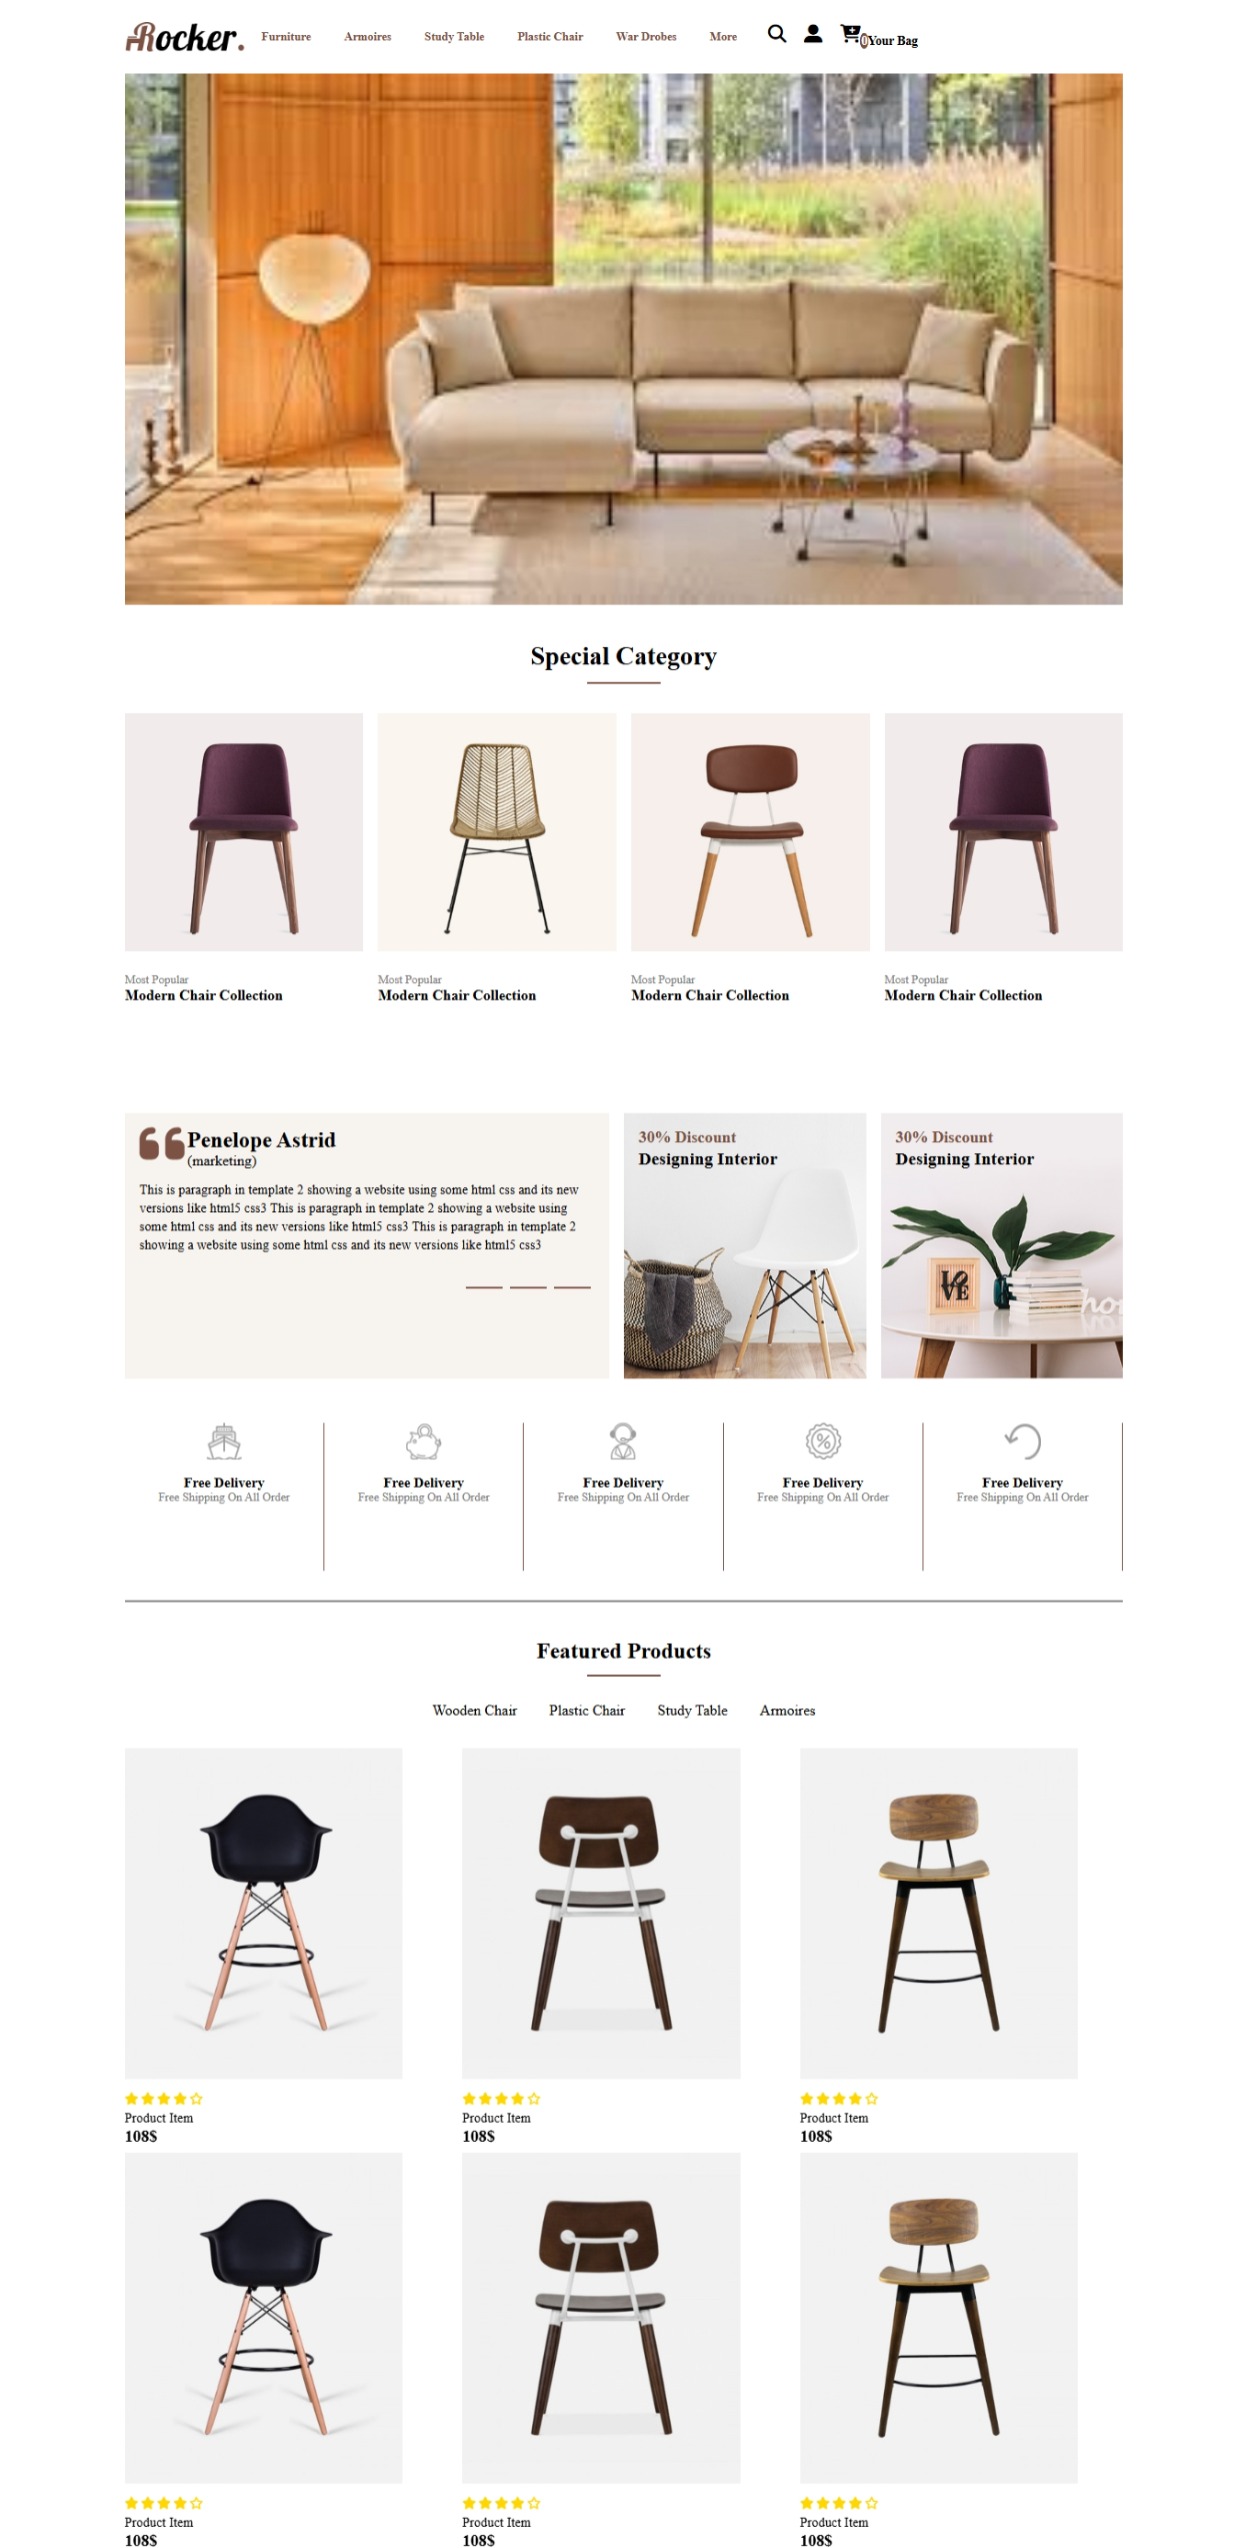 Rocker.
Furniture Armoires Study Table Plastic Chair War Drobes More 0 Your Bag
Special Category
Most Popular Most Popular Most Popular Most Popular
Modern Chair Collection Modern Chair Collection Modern Chair Collection Modern Chair Collection
Penelope Astrid
(marketing)
This is paragraph in template 2 showing a website using some html css and its new
versions like html5 css3 This is paragraph in template 2 showing a website using
some html css and its new versions like html5 css3 This is paragraph in template 2
showing a website using some html css and its new versions like html5 css3
30% Discount
Designing Interior
30% Discount
Designing Interior
LOVE
Free Delivery Free Delivery Free Delivery Free Delivery Free Delivery
Free Shipping On All Order Free Shipping On All Order Free Shipping On All Order Free Shipping On All Order Free Shipping On All Order
Featured Products
Wooden Chair Plastic Chair Study Table Armoires
Product Item Product Item Product Item
108$ 108$ 108$
Product Item Product Item Product Item
108$ 108$ 108$